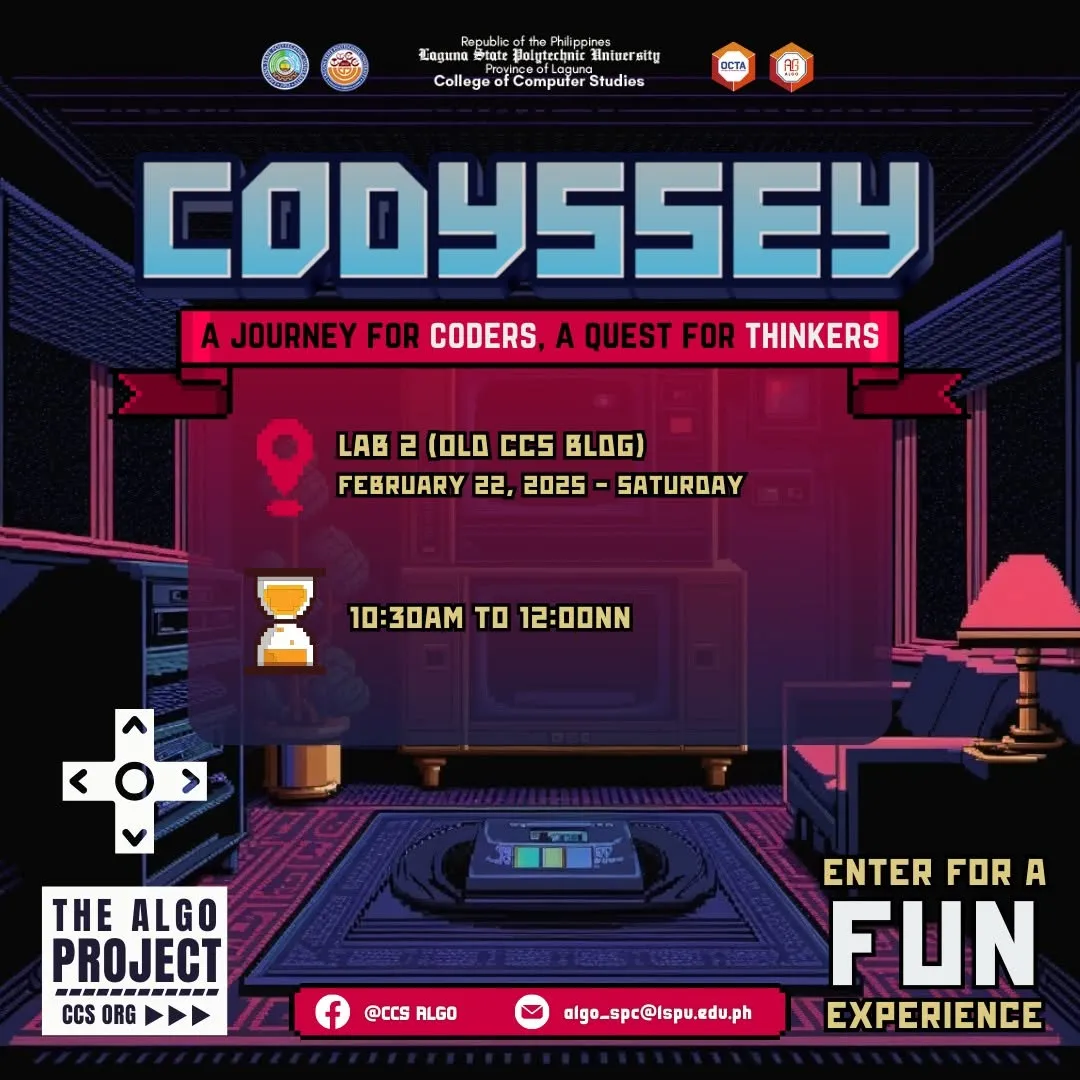 Republic of the Philippines
Laguna State Polytechnic University
Province of Laguna
College of Computer Studies
OCTA
AG
ALGO
CODYSSEY
A JOURNEY FOR CODERS, A QUEST FOR THINKERS
LAB 2 (OLD CCS BLDG)
FEBRUARY 22, 2025 - SATURDAY
10:30AM TO 12:00NN
THE ALGO
PROJECT
CCS ORG
ENTER FOR A
FUN
EXPERIENCE
@CCS ALGO
algo_spc@lspu.edu.ph